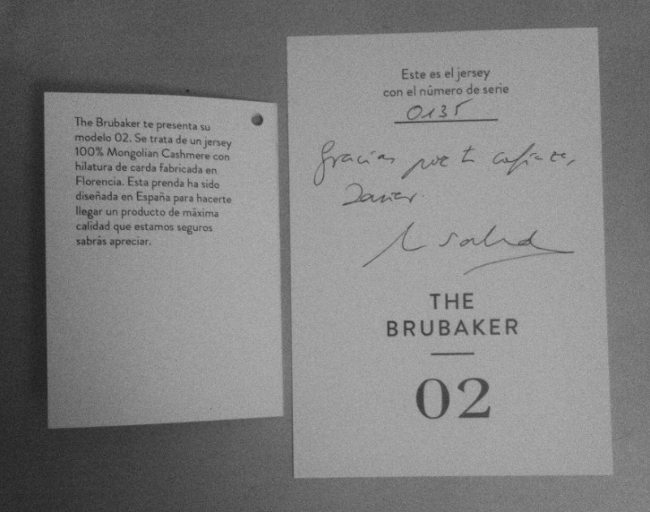 The Brubaker te presenta su
modelo 02. Se trata de un jersey
100% Mongolian Cashmere con
hilatura de carda fabricada en
Florencia. Esta prenda ha sido
diseñada en España para hacerte
llegar un producto de máxima
calidad que estamos seguros
sabrás apreciar.
Este es el jersey
con el número de serie
0135
Gracias por tu
Javier.
THE
BRUBAKER
02